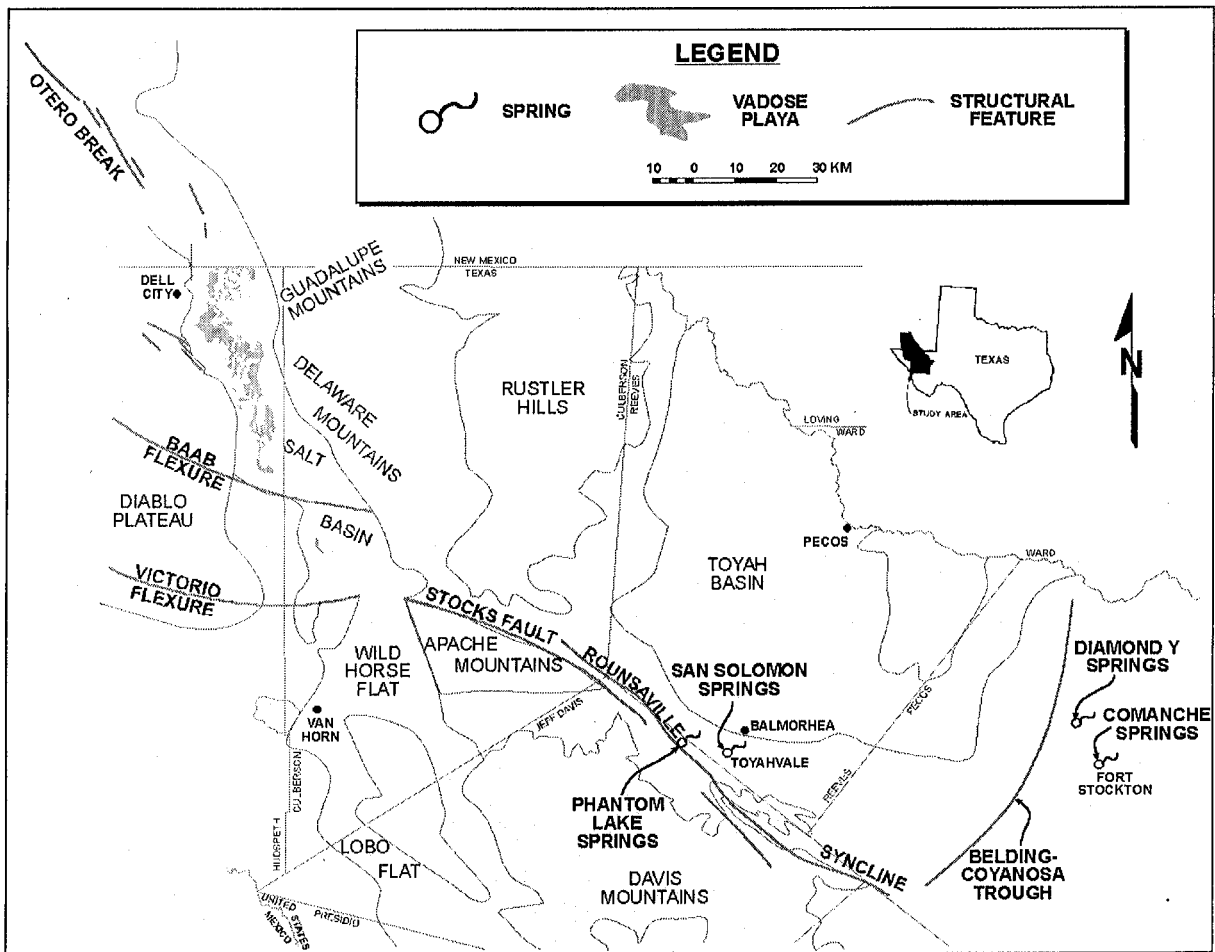 LEGEND
SPRING
VADOSE
PLAYA
STRUCTURAL
FEATURE
10 0 10 20 30 KM
OTERO BREAK
NEW MEXICO
TEXAS
DELL
CITY
GUADALUPE
MOUNTAINS
DELAWARE
MOUNTAINS
RUSTLER
HILLS
CULBERSON
REEVES
LOVING
WARD
TEXAS
STUDY AREA
N
SALT
BASIN
BAAB
FLEXURE
DIABLO
PLATEAU
VICTORIO
FLEXURE
TOYAH
BASIN
PECOS
WARD
STOCKS FAULT
APACHE
MOUNTAINS
WILD
HORSE
FLAT
ROUNSAVILLE
SYNCLINE
SAN SOLOMON
SPRINGS
BALMORHEA
TOYAHVALE
PECOS
REEVES
DIAMOND Y
SPRINGS
COMANCHE
SPRINGS
FORT
STOCKTON
VAN
HORN
JEFF DAVIS
CULBERSON
HUDSPETH
PHANTOM
LAKE
SPRINGS
LOBO
FLAT
DAVIS
MOUNTAINS
BELDING-
COYANOSA
TROUGH
UNITED STATES
MEXICO
PRESIDIO